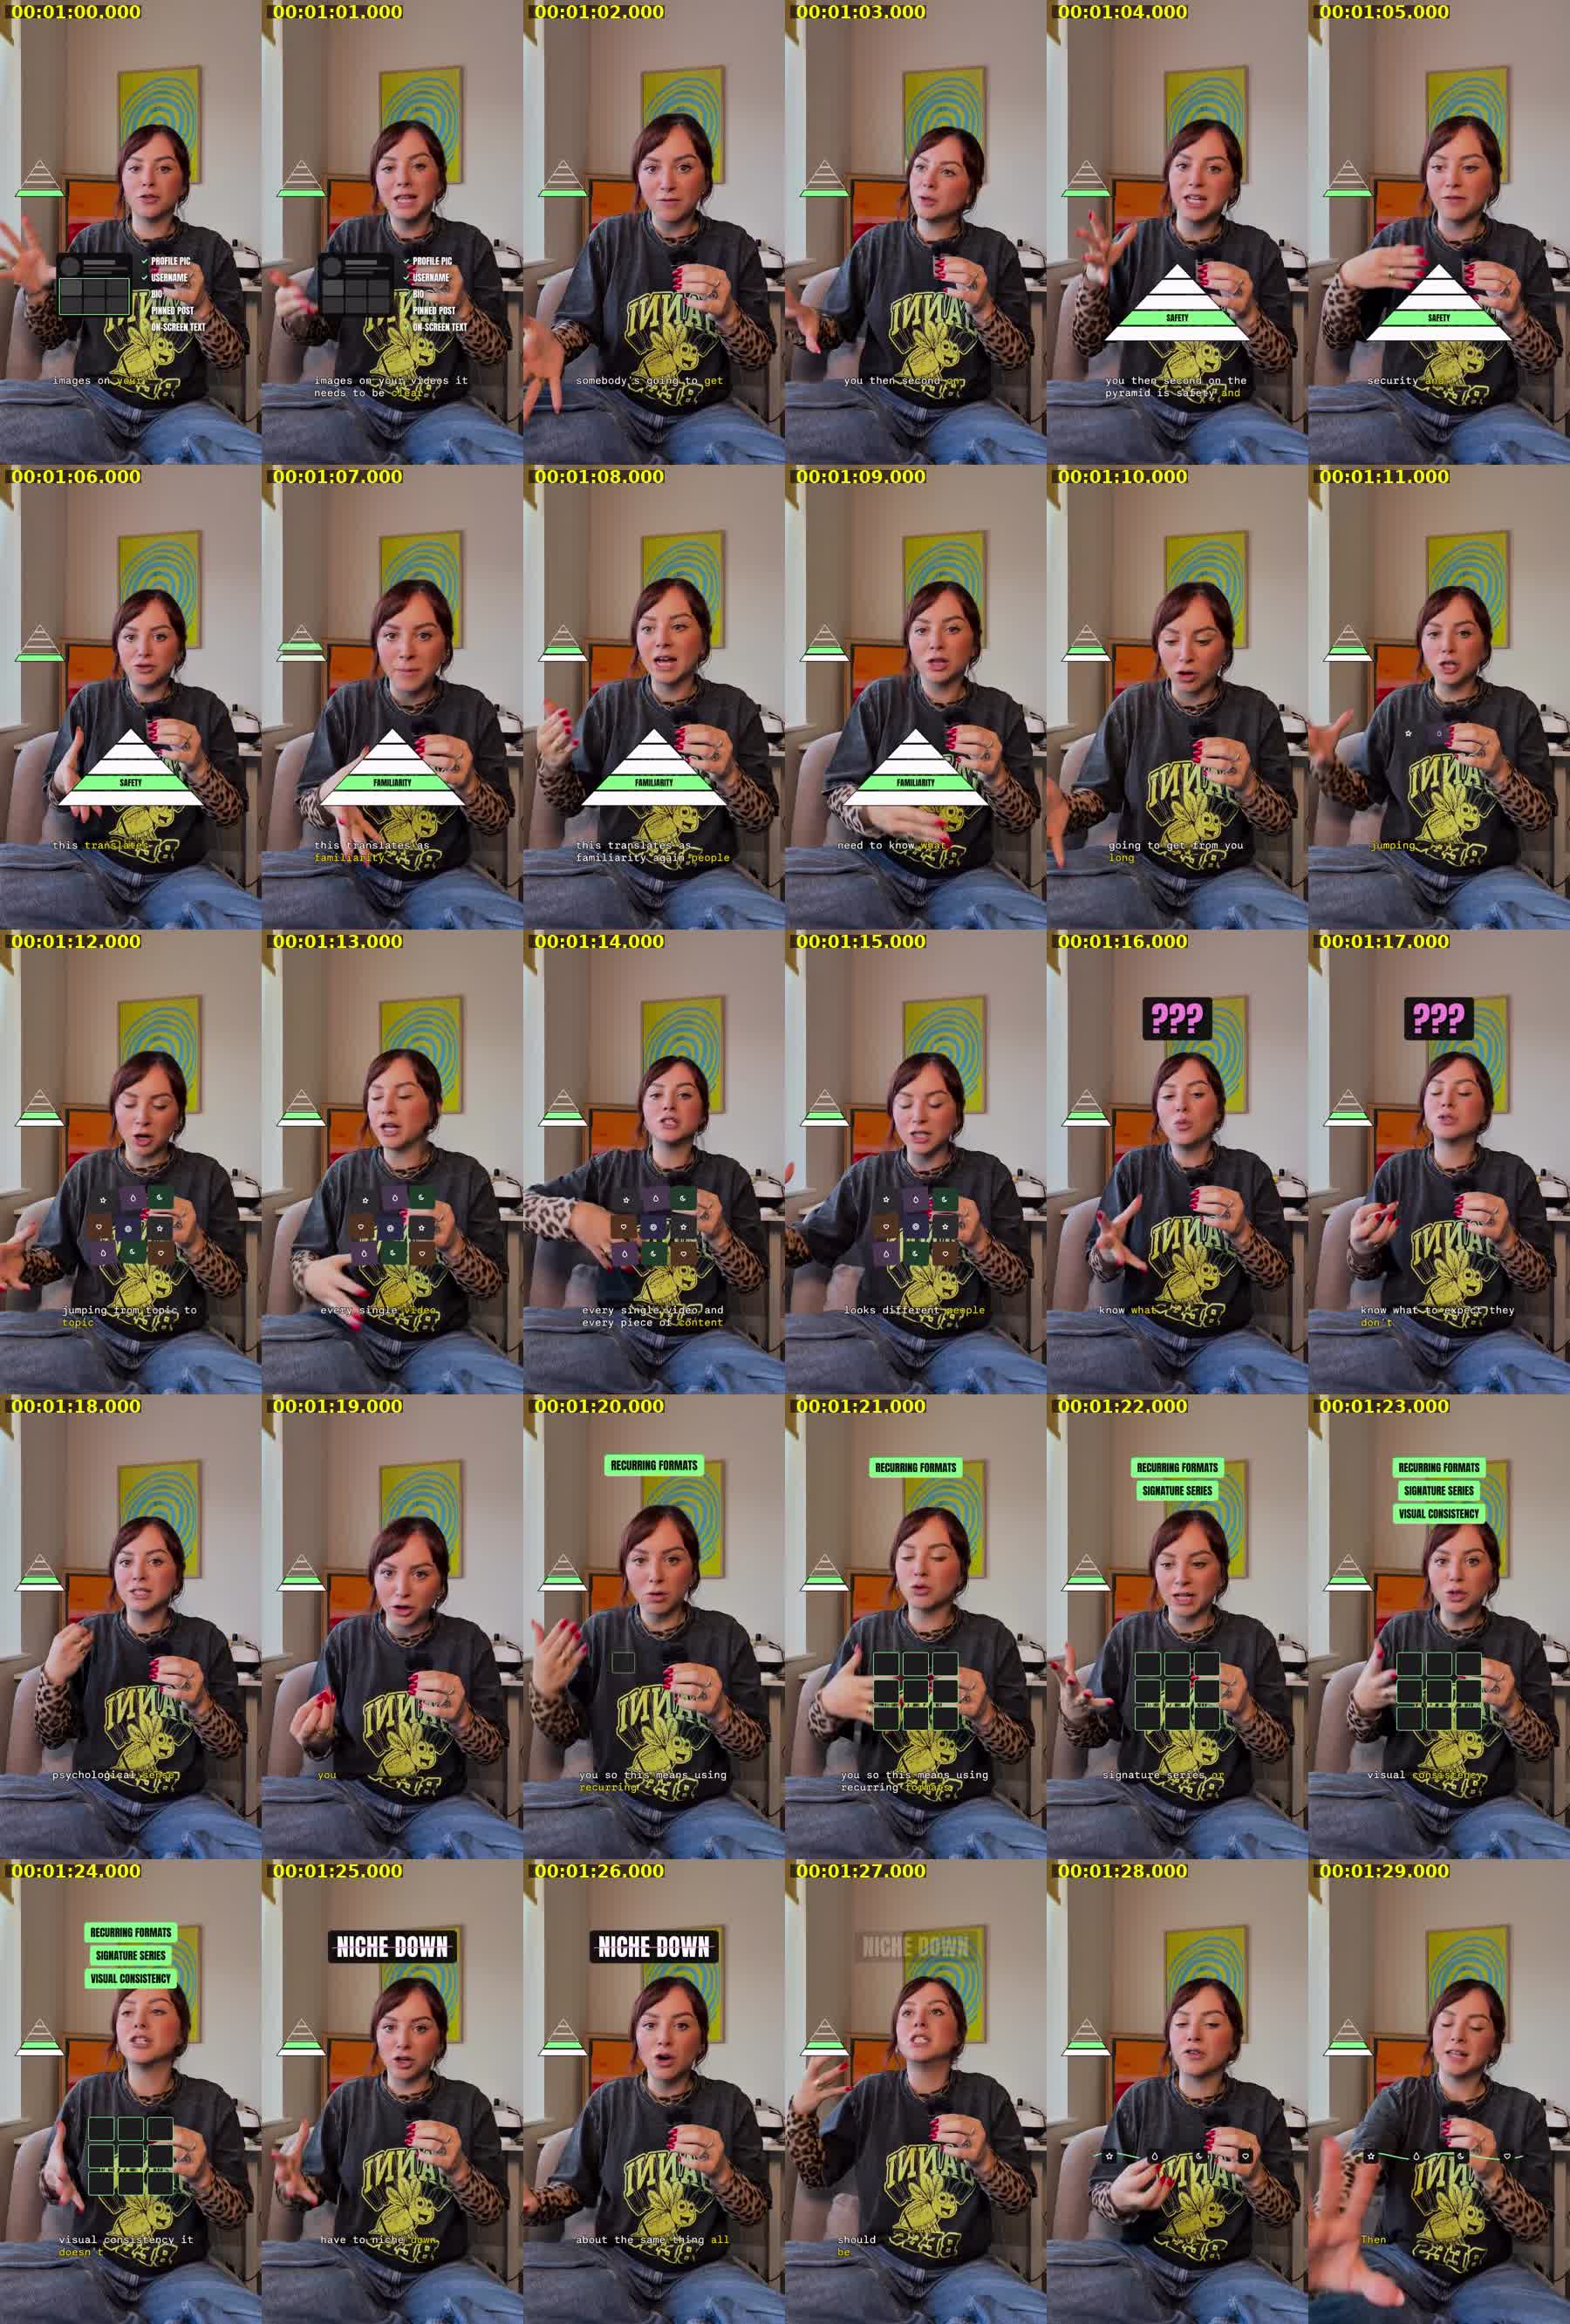 00:01:00.000
PROFILE PIC
USERNAME
BIO
PINNED POST
ON-SCREEN TEXT
images on your
00:01:01.000
PROFILE PIC
USERNAME
BIO
PINNED POST
ON-SCREEN TEXT
images on your videos it
needs to be clear
00:01:02.000
somebody's going to get
00:01:03.000
you then second on
00:01:04.000
SAFETY
you then second on the
pyramid is safety and
00:01:05.000
SAFETY
security and
00:01:06.000
SAFETY
this translates
00:01:07.000
FAMILIARITY
this translates as
familiarity
00:01:08.000
FAMILIARITY
this translates as
familiarity again people
00:01:09.000
FAMILIARITY
need to know what
00:01:10.000
going to get from you
long
00:01:11.000
jumping
00:01:12.000
jumping from topic to
topic
00:01:13.000
every single video
00:01:14.000
every single video and
every piece of content
00:01:15.000
looks different people
00:01:16.000
???
know what
00:01:17.000
???
know what to expect they
don't
00:01:18.000
psychological sense
00:01:19.000
you
00:01:20.000
RECURRING FORMATS
you so this means using
recurring
00:01:21.000
RECURRING FORMATS
you so this means using
recurring formats
00:01:22.000
RECURRING FORMATS
SIGNATURE SERIES
signature series or
00:01:23.000
RECURRING FORMATS
SIGNATURE SERIES
VISUAL CONSISTENCY
visual consistency
00:01:24.000
RECURRING FORMATS
SIGNATURE SERIES
VISUAL CONSISTENCY
visual consistency it
doesn't
00:01:25.000
NICHE DOWN
have to niche down
00:01:26.000
NICHE DOWN
about the same thing all
00:01:27.000
NICHE DOWN
should
be
00:01:28.000
00:01:29.000
Then